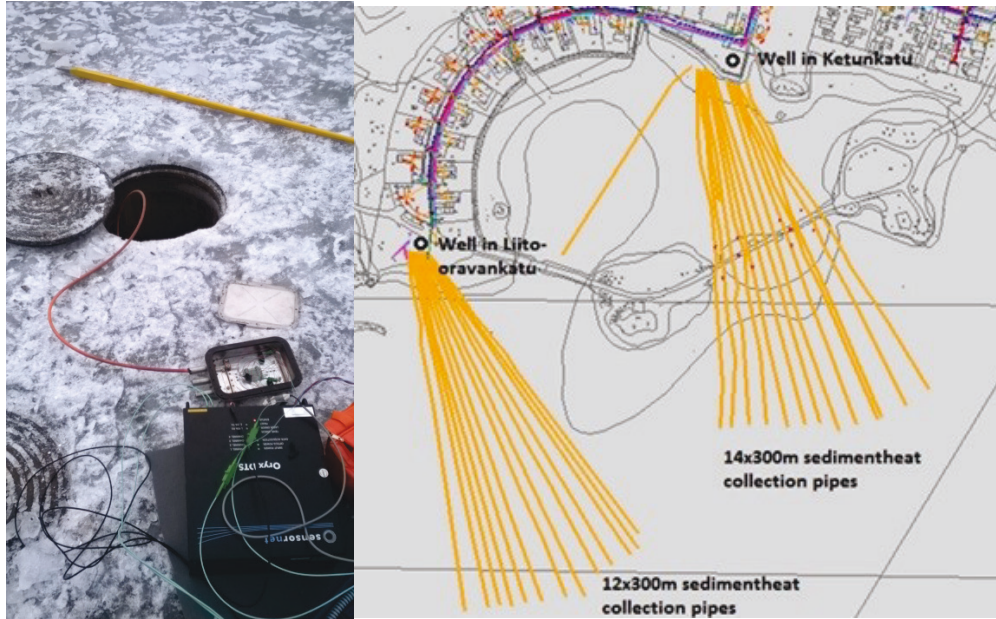 Oryx DTS
sensornet
Well in Ketunkatu
Well in Liito-
oravankatu
14x300m sedimentheat
collection pipes
12x300m sedimentheat
collection pipes